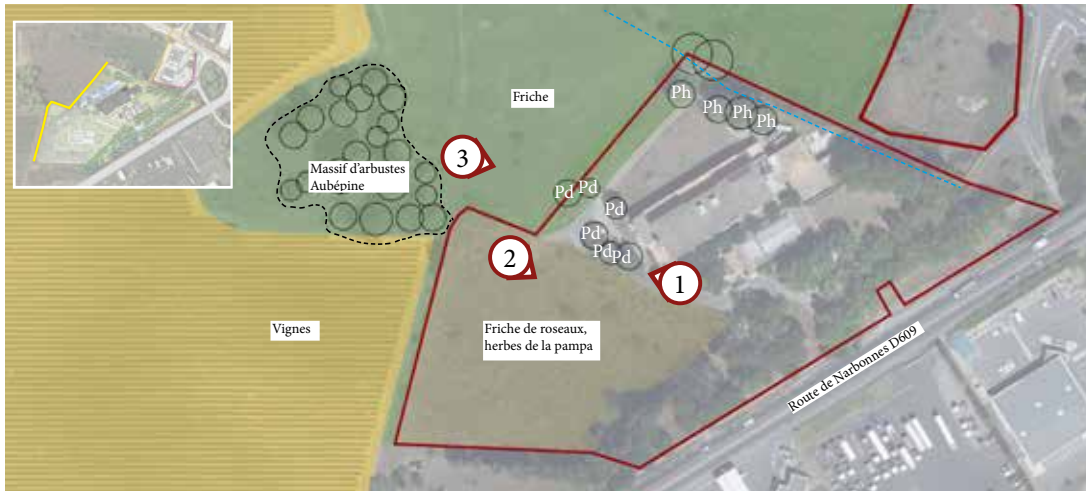 Ph
Friche
Ph
Ph
Ph
3
Massif d'arbustes
Aubépine
Pd
Pd
Pd
Pd
Pd
Pd
2
1
Vignes
Friche de roseaux,
herbes de la pampa
Route de Narbonnes D609